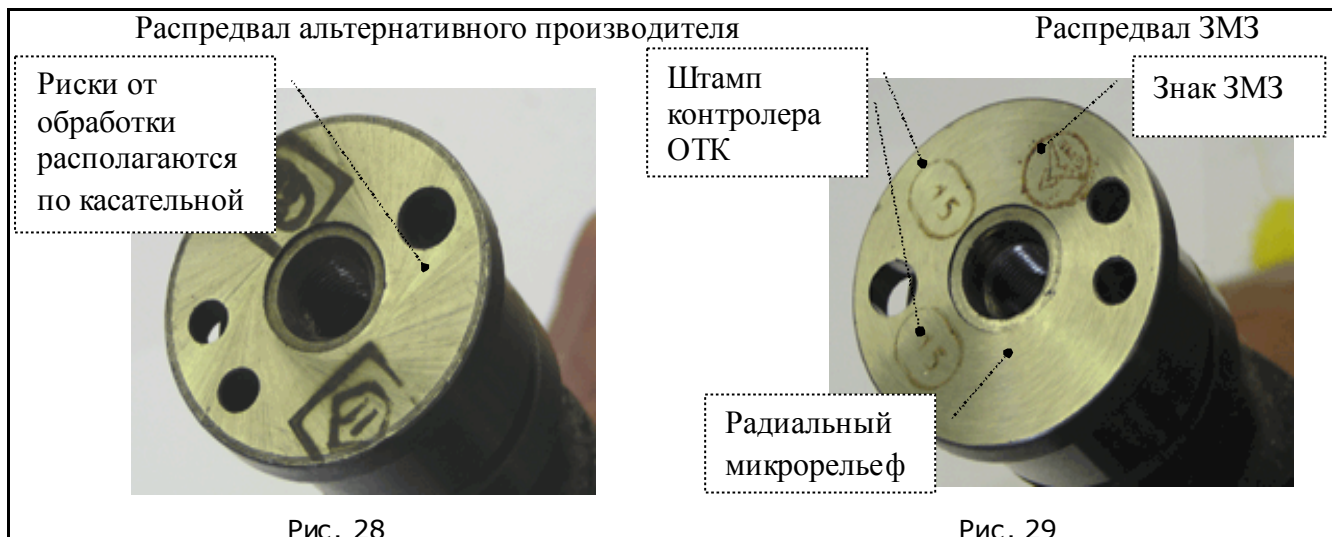 Распредвал альтернативного производителя
Распредвал ЗМЗ
Риски от
обработки
располагаются
по касательной
Штамп
контролера
ОТК
Знак ЗМЗ
15
15
Радиальный
микрорельеф
Рис. 28
Рис. 29